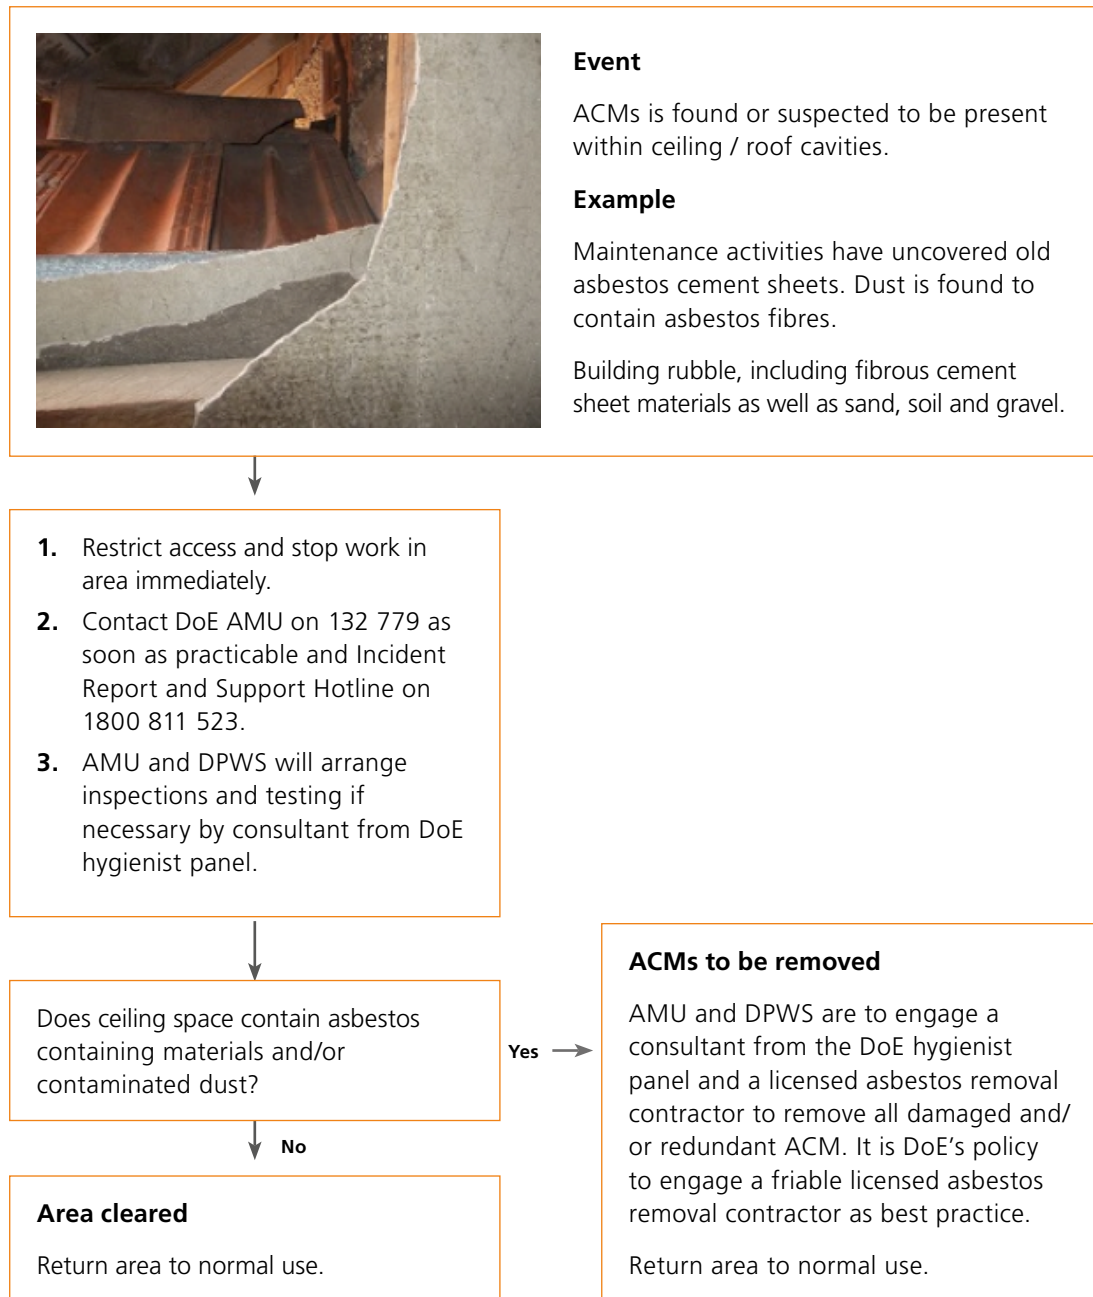 Event
ACMs is found or suspected to be present
within ceiling / roof cavities.
Example
Maintenance activities have uncovered old
asbestos cement sheets. Dust is found to
contain asbestos fibres.
Building rubble, including fibrous cement
sheet materials as well as sand, soil and gravel.
1. Restrict access and stop work in
area immediately.
2. Contact DoE AMU on 132 779 as
soon as practicable and Incident
Report and Support Hotline on
1800 811 523.
3. AMU and DPWS will arrange
inspections and testing if
necessary by consultant from DoE
hygienist panel.
Does ceiling space contain asbestos
containing materials and/or
contaminated dust?
Yes
No
Area cleared
Return area to normal use.
ACMs to be removed
AMU and DPWS are to engage a
consultant from the DoE hygienist
panel and a licensed asbestos removal
contractor to remove all damaged and/
or redundant ACM. It is DoE’s policy
to engage a friable licensed asbestos
removal contractor as best practice.
Return area to normal use.